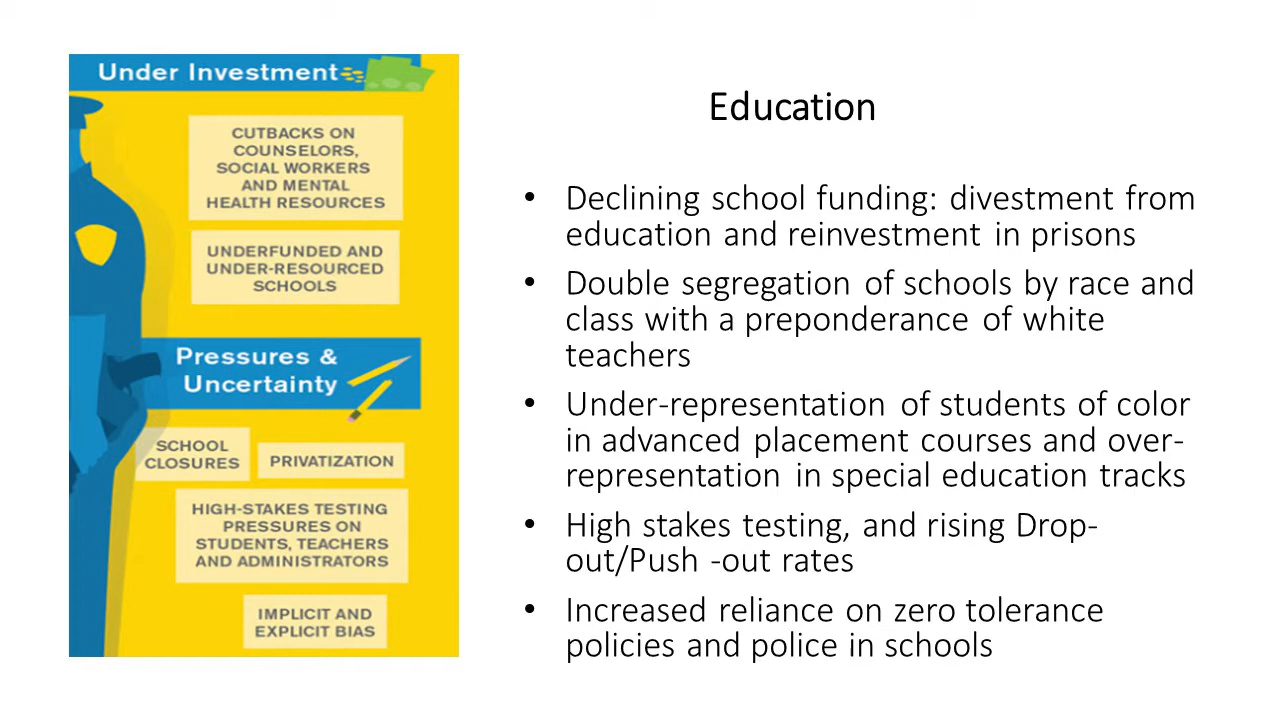 Under Investment
CUTBACKS ON
COUNSELORS,
SOCIAL WORKERS
AND MENTAL
HEALTH RESOURCES
UNDERFUNDED AND
UNDER-RESOURCED
SCHOOLS
Pressures &
Uncertainty
SCHOOL
CLOSURES
PRIVATIZATION
HIGH-STAKES TESTING
PRESSURES ON
STUDENTS, TEACHERS
AND ADMINISTRATORS
IMPLICIT AND
EXPLICIT BIAS
Education
• Declining school funding: divestment from
education and reinvestment in prisons
• Double segregation of schools by race and
class with a preponderance of white
teachers
• Under-representation of students of color
in advanced placement courses and over-
representation in special education tracks
• High stakes testing, and rising Drop-
out/Push -out rates
• Increased reliance on zero tolerance
policies and police in schools